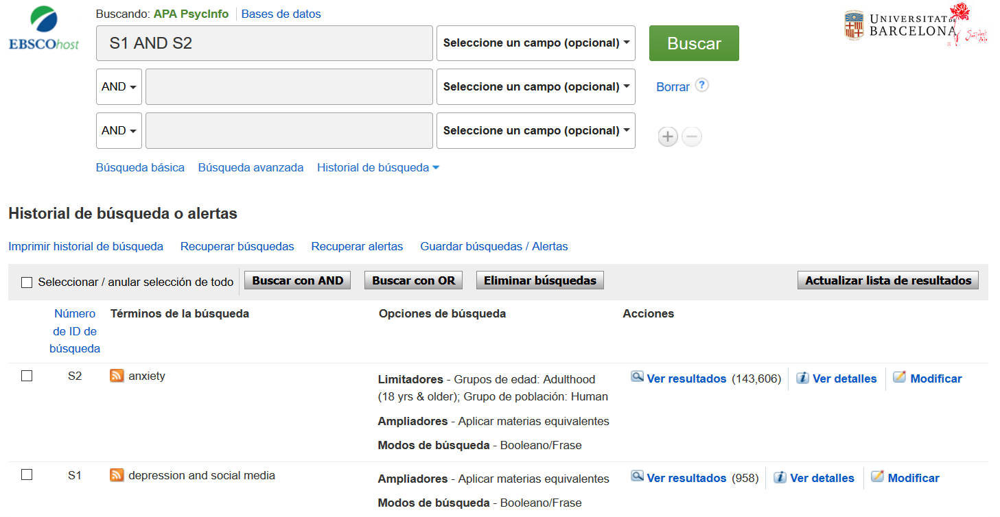 Buscando: APA PsycInfo Bases de datos
EBSCOhost
UNIVERSITAT DE
BARCELONA
S1 AND S2 Seleccione un campo (opcional) Buscar
AND Seleccione un campo (opcional) Borrar ?
AND Seleccione un campo (opcional)
Búsqueda básica Búsqueda avanzada Historial de búsqueda
Historial de búsqueda o alertas
Imprimir historial de búsqueda Recuperar búsquedas Recuperar alertas Guardar búsquedas / Alertas
Seleccionar / anular selección de todo Buscar con AND Buscar con OR Eliminar búsquedas Actualizar lista de resultados
Número
de ID de
búsqueda
Términos de la búsqueda Opciones de búsqueda Acciones
S2 anxiety
Limitadores - Grupos de edad: Adulthood
(18 yrs & older); Grupo de población: Human
Ampliadores - Aplicar materias equivalentes
Modos de búsqueda - Booleano/Frase
Ver resultados (143,606) Ver detalles Modificar
S1 depression and social media
Ampliadores - Aplicar materias equivalentes
Modos de búsqueda - Booleano/Frase
Ver resultados (958) Ver detalles Modificar